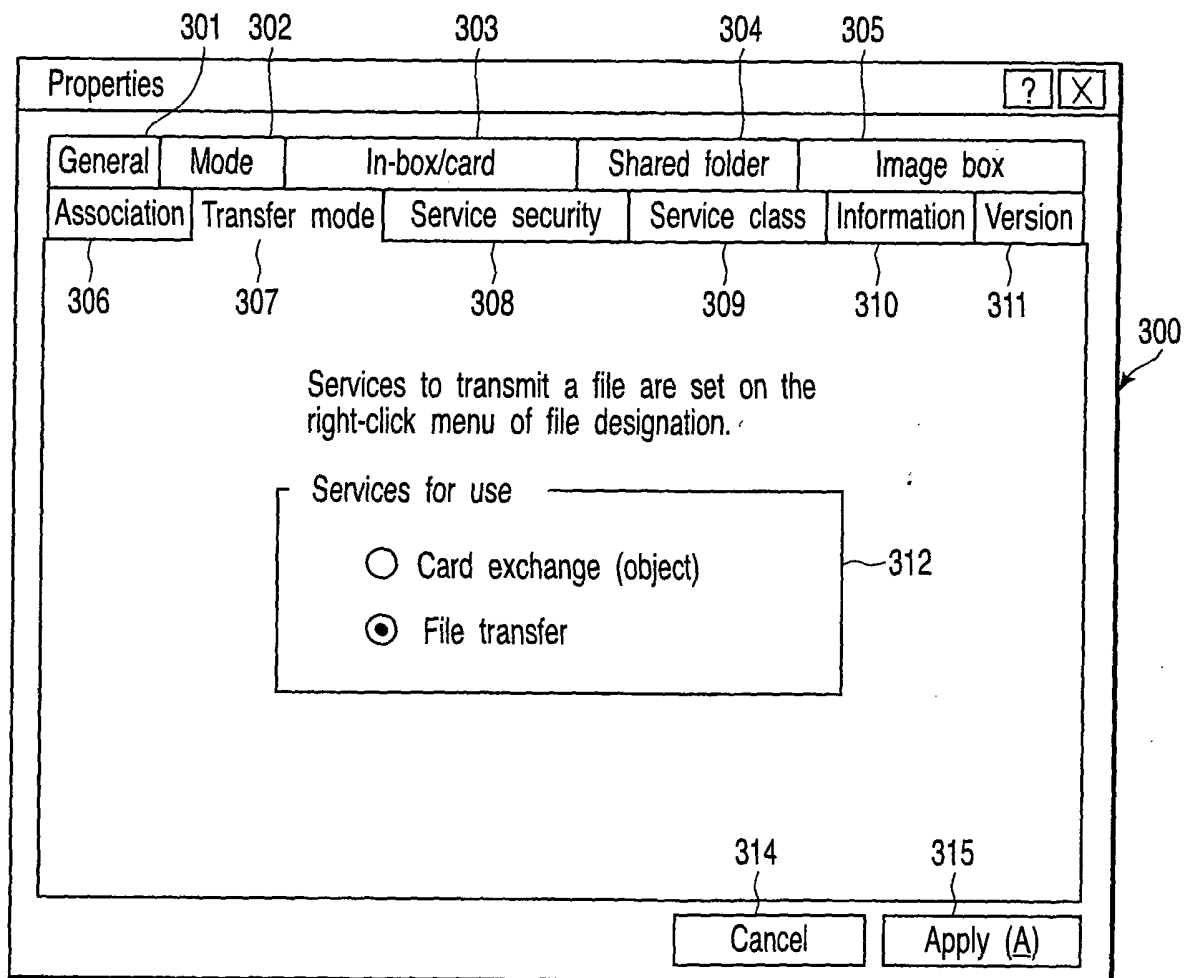 301 302 303 304 305
Properties ? X
General Mode In-box/card Shared folder Image box
Association Transfer mode Service security Service class Information Version
306 307 308 309 310 311
300
Services to transmit a file are set on the
right-click menu of file designation.
Services for use
Card exchange (object)
312
File transfer
314 315
Cancel Apply (A)